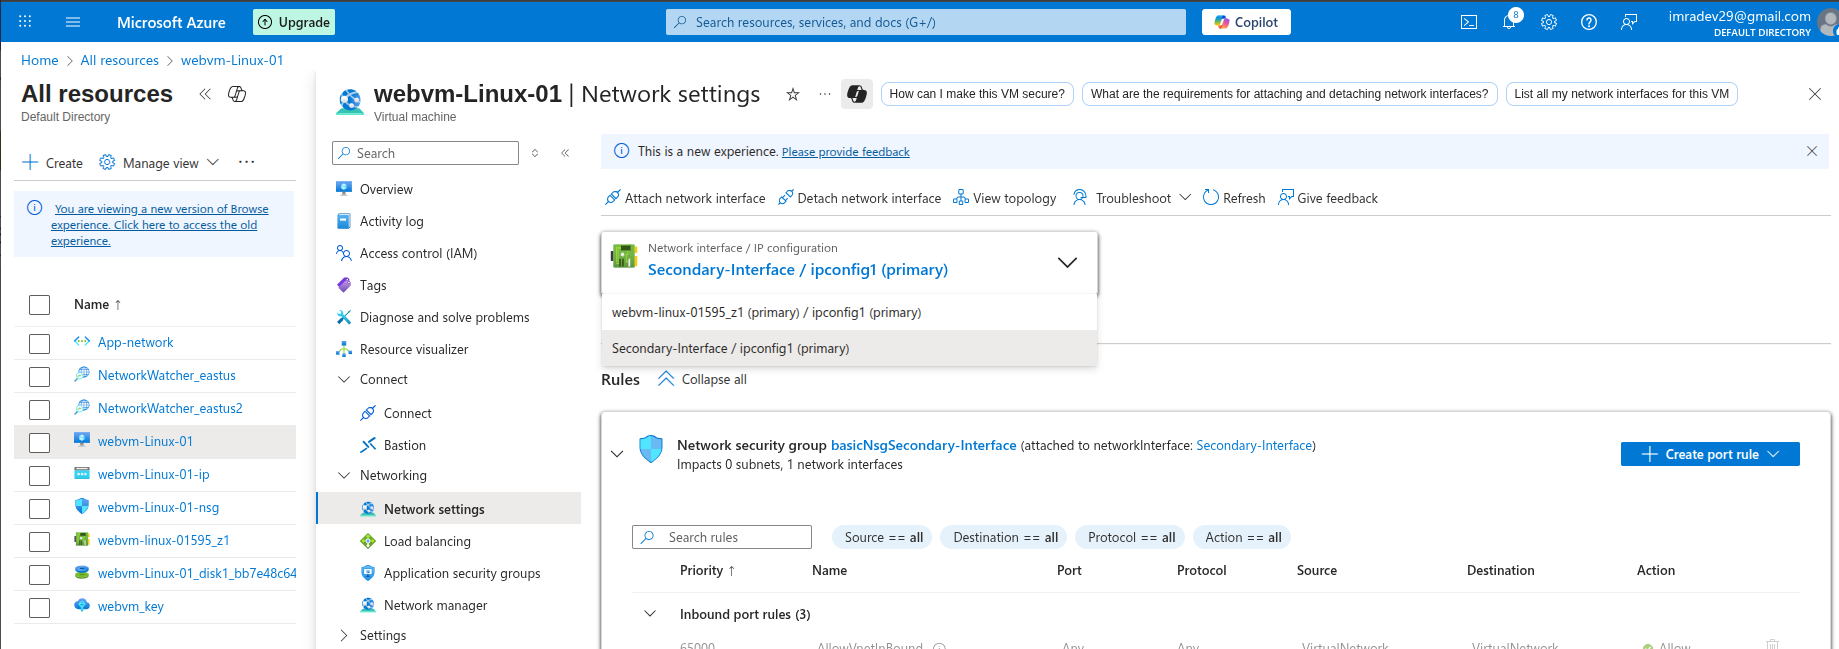 Microsoft Azure
Upgrade
Search resources, services, and docs (G+/)
Copilot
8
imradev29@gmail.com
DEFAULT DIRECTORY
Home > All resources > webvm-Linux-01
All resources
Default Directory
Create
Manage view
You are viewing a new version of Browse
experience. Click here to access the old
experience.
Name ↑
App-network
NetworkWatcher_eastus
NetworkWatcher_eastus2
webvm-Linux-01
webvm-Linux-01-ip
webvm-Linux-01-nsg
webvm-linux-01595_z1
webvm-Linux-01_disk1_bb7e48c64
webvm_key
webvm-Linux-01 | Network settings
Virtual machine
How can I make this VM secure?
What are the requirements for attaching and detaching network interfaces?
List all my network interfaces for this VM
Search
Overview
Activity log
Access control (IAM)
Tags
Diagnose and solve problems
Resource visualizer
Connect
Connect
Bastion
Networking
Network settings
Load balancing
Application security groups
Network manager
Settings
This is a new experience. Please provide feedback
Attach network interface
Detach network interface
View topology
Troubleshoot
Refresh
Give feedback
Network interface / IP configuration
Secondary-Interface / ipconfig1 (primary)
webvm-linux-01595_z1 (primary) / ipconfig1 (primary)
Secondary-Interface / ipconfig1 (primary)
Rules
Collapse all
Network security group basicNsgSecondary-Interface (attached to networkInterface: Secondary-Interface)
Impacts 0 subnets, 1 network interfaces
Create port rule
Search rules
Source == all
Destination == all
Protocol == all
Action == all
Priority ↑ Name Port Protocol Source Destination Action
Inbound port rules (3)
65000 AllowVnetInBound Any Any VirtualNetwork VirtualNetwork Allow